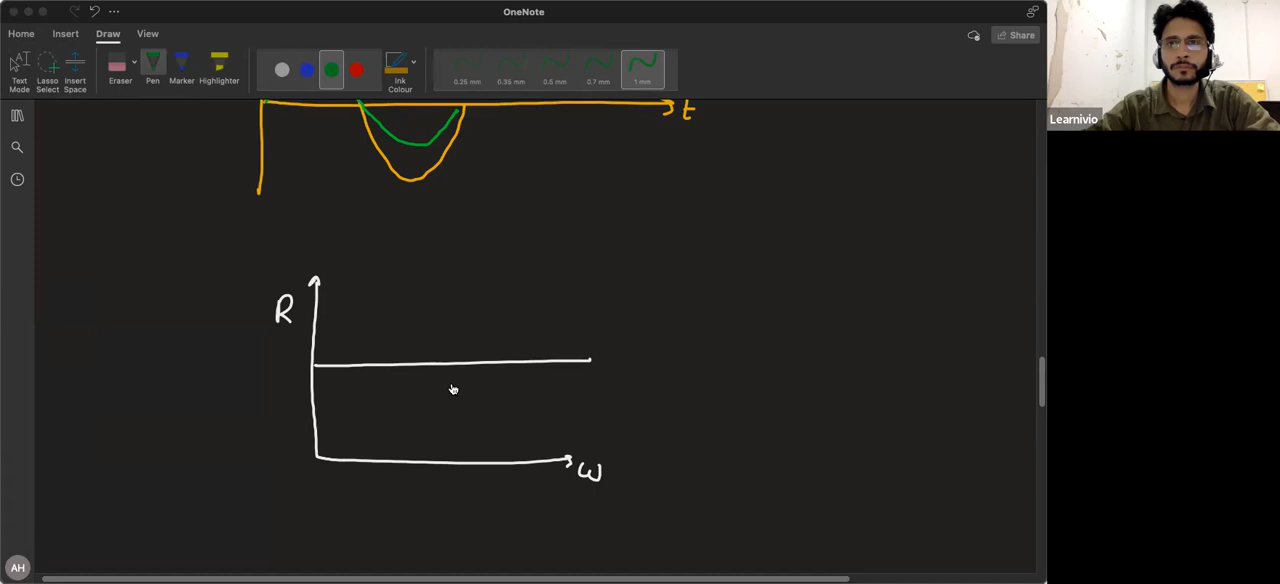 OneNote
Home Insert Draw View
Share
Text Mode
Lasso Select
Insert Space
Eraser
Pen
Marker
Highlighter
Ink Colour
0.25 mm
0.35 mm
0.5 mm
0.7 mm
1 mm
Learnivio
t
R
ω
AH